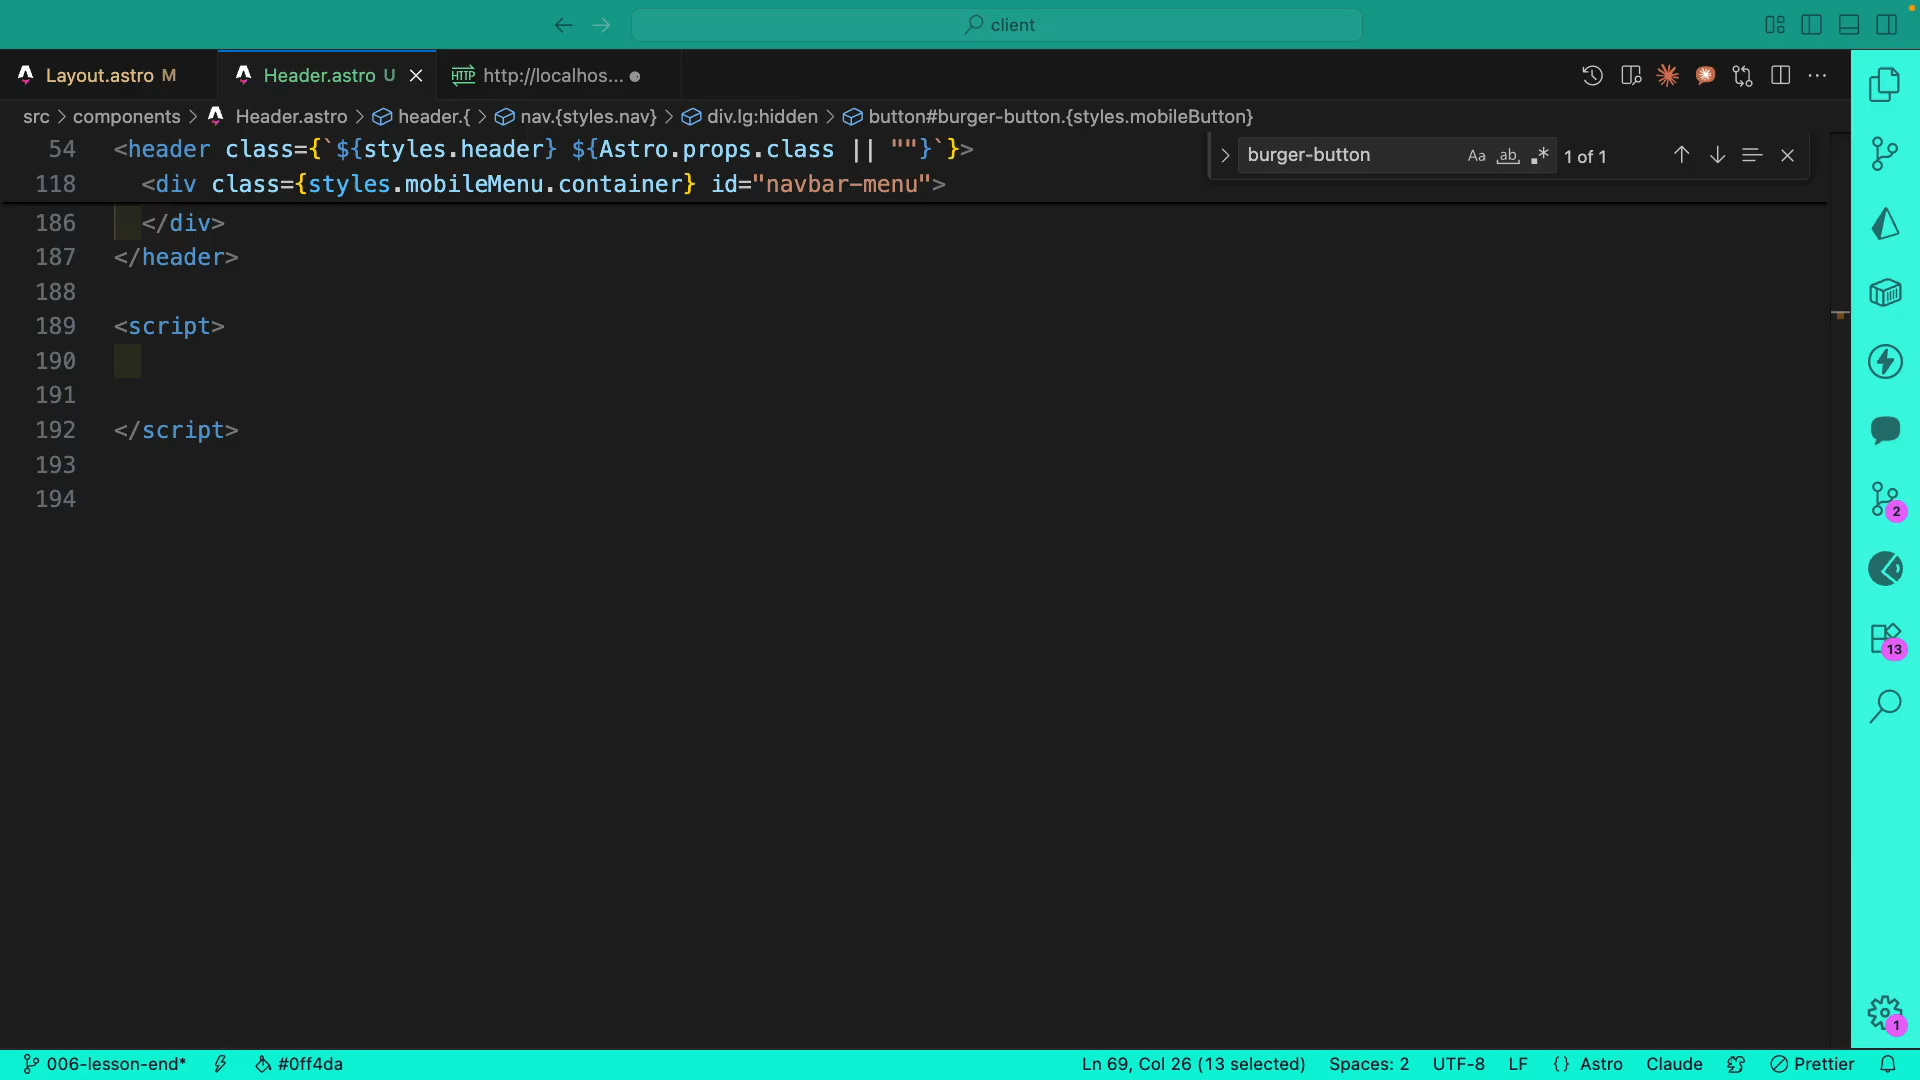 client
Layout.astro M
Header.astro U
HTTP http://localhos...
src > components > Header.astro > header.{ > nav.{styles.nav} > div.lg:hidden > button#burger-button.{styles.mobileButton}
54 <header class={`${styles.header} ${Astro.props.class || ""}`}>
burger-button Aa ab .* 1 of 1
118 <div class={styles.mobileMenu.container} id="navbar-menu">
186 </div>
187 </header>
188
189 <script>
190
191
192 </script>
193
194
2
13
1
006-lesson-end* #0ff4da Ln 69, Col 26 (13 selected) Spaces: 2 UTF-8 LF {} Astro Claude Prettier